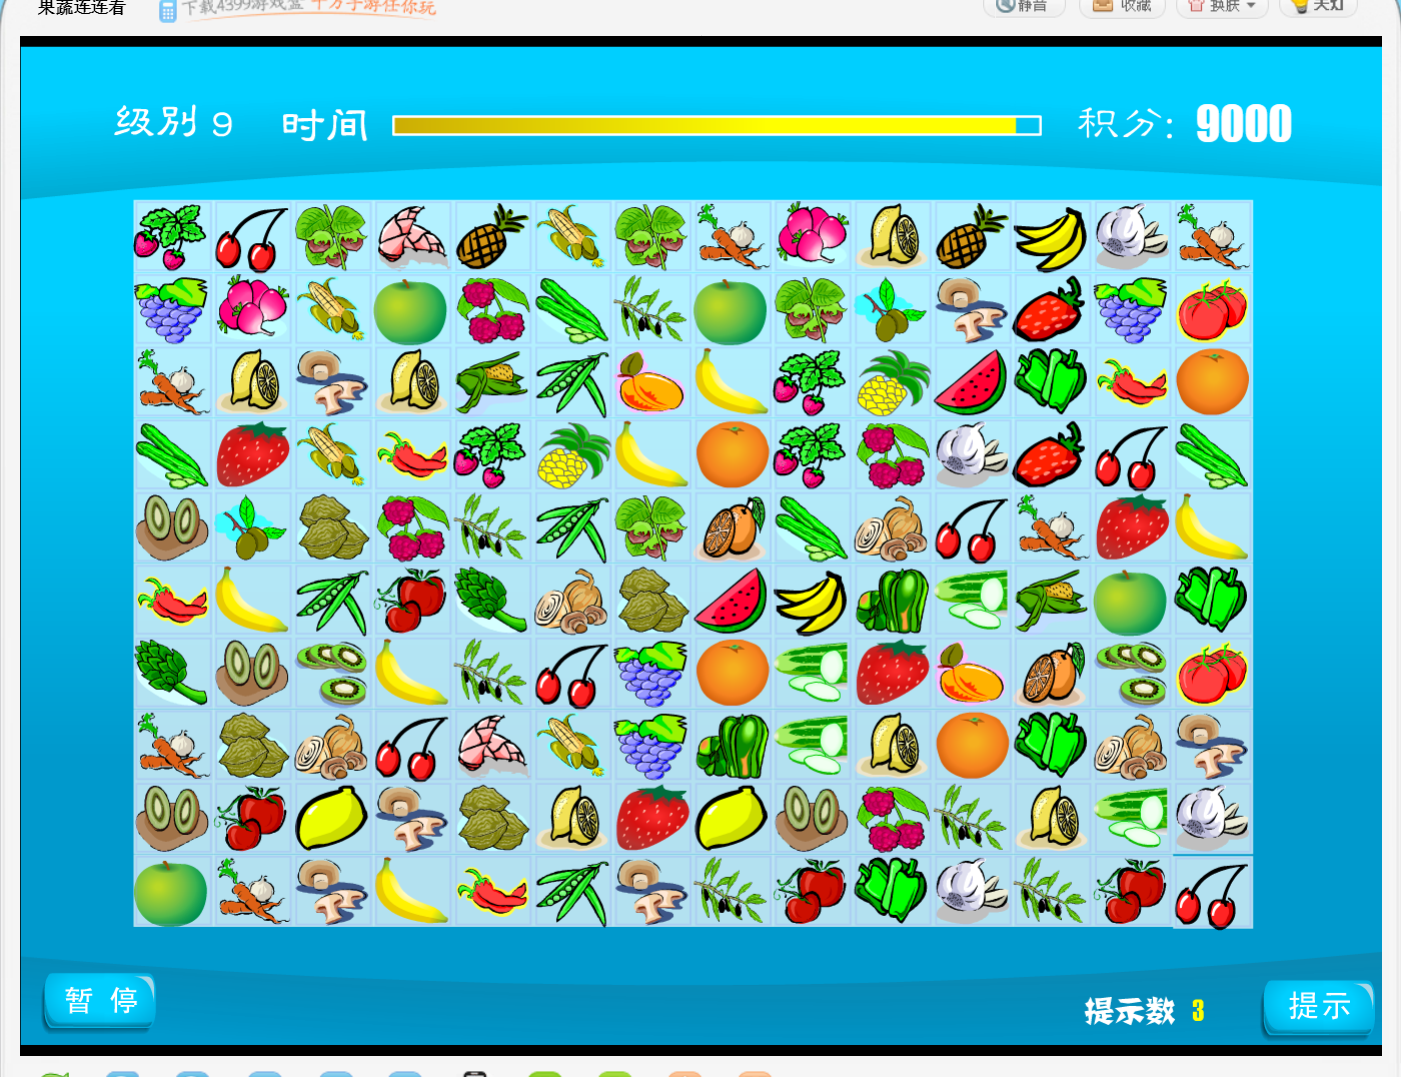 果蔬连连看
下载4399游戏盒 千万手游任你玩
静音
收藏
换肤
关灯
级别 9
时间
积分: 9000
暂 停
提示数 3
提示